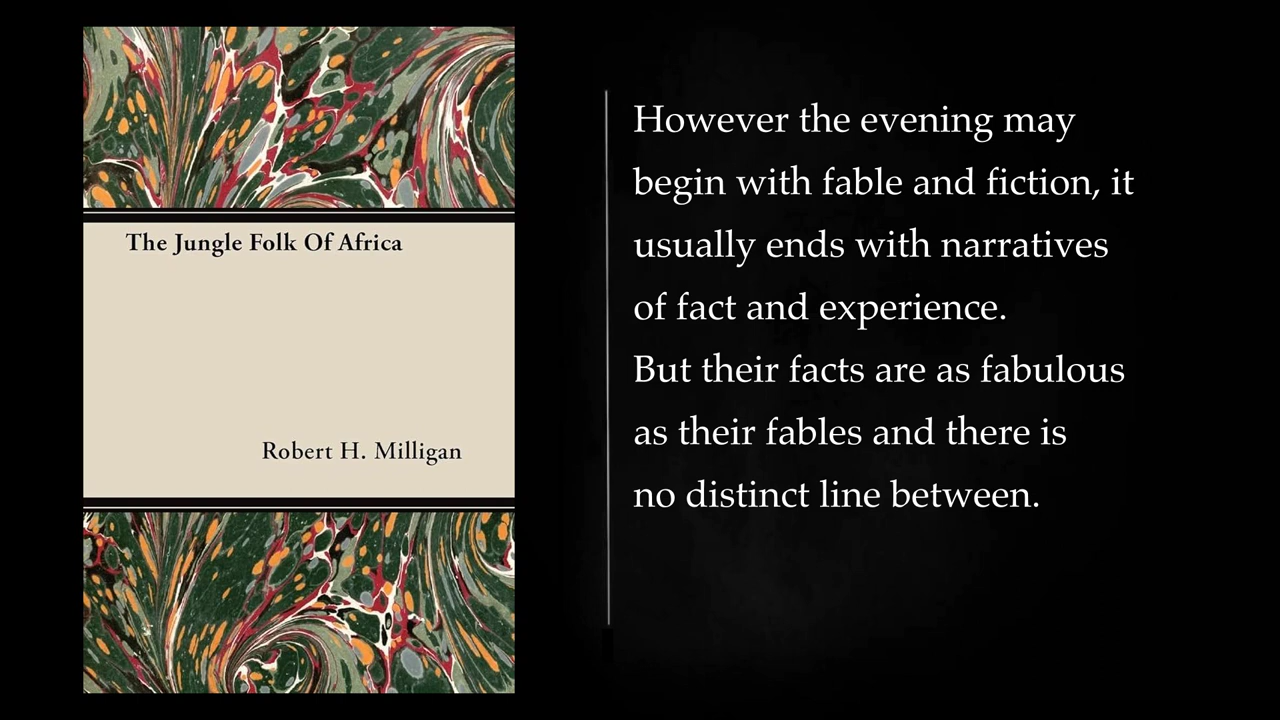 The Jungle Folk Of Africa
Robert H. Milligan
However the evening may
begin with fable and fiction, it
usually ends with narratives
of fact and experience.
But their facts are as fabulous
as their fables and there is
no distinct line between.